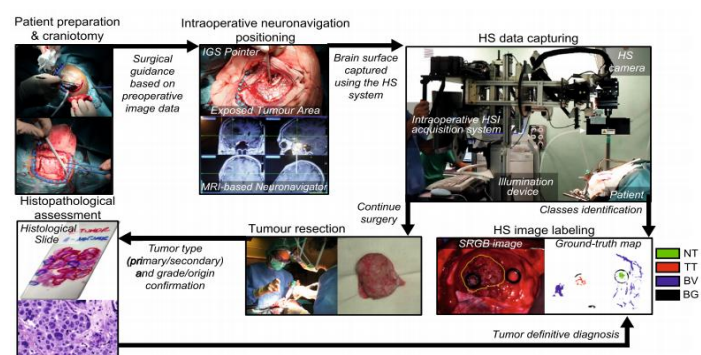 Patient preparation
& craniotomy
Surgical
guidance
based on
preoperative
image data
Intraoperative neuronavigation
positioning
IGS Pointer
Exposed Tumour Area
MRI-based Neuronavigator
Brain surface
captured
using the HS
system
HS data capturing
HS
camera
Intraoperative HSI
acquisition system
Illumination
device
Patient
Continue
surgery
Classes identification
Histopathological
assessment
Histological
Slide
TUMOR
Tumor type
(primary/secondary)
and grade/origin
confirmation
Tumour resection
HS image labeling
SRGB image
Ground-truth map
NT
TT
BV
BG
Tumor definitive diagnosis